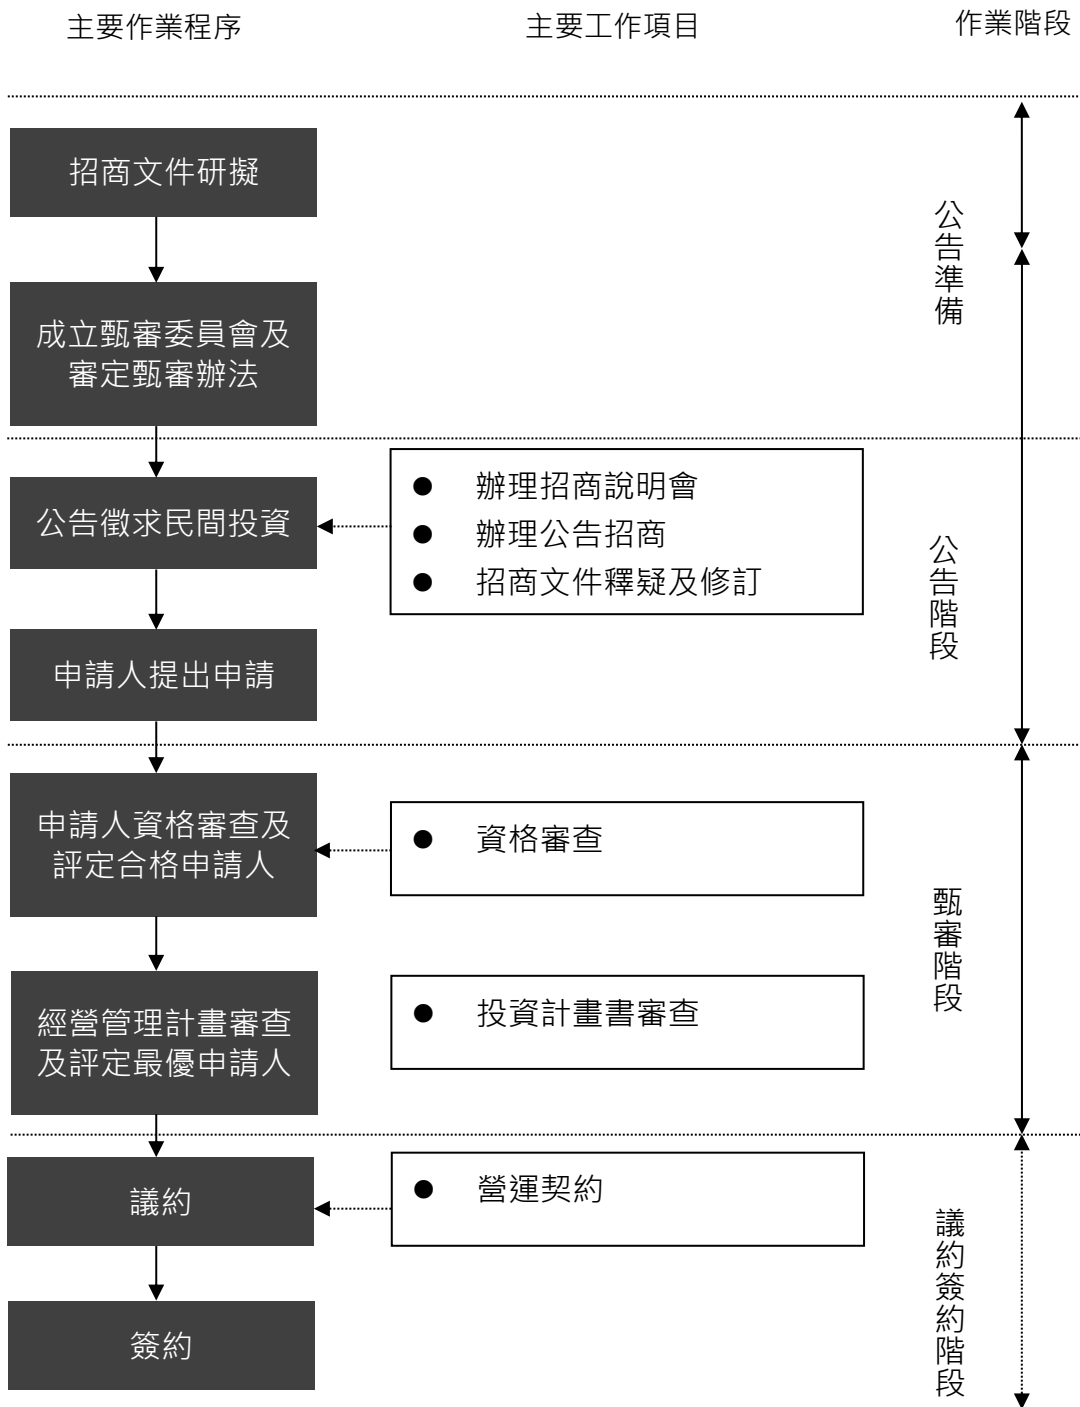 主要作業程序
主要工作項目
作業階段
招商文件研擬
公告準備
成立甄審委員會及
審定甄審辦法
公告徵求民間投資
● 辦理招商說明會
● 辦理公告招商
● 招商文件釋疑及修訂
公告階段
申請人提出申請
申請人資格審查及
評定合格申請人
● 資格審查
甄審階段
經營管理計畫審查
及評定最優申請人
● 投資計畫書審查
議約
● 營運契約
議約簽約階段
簽約